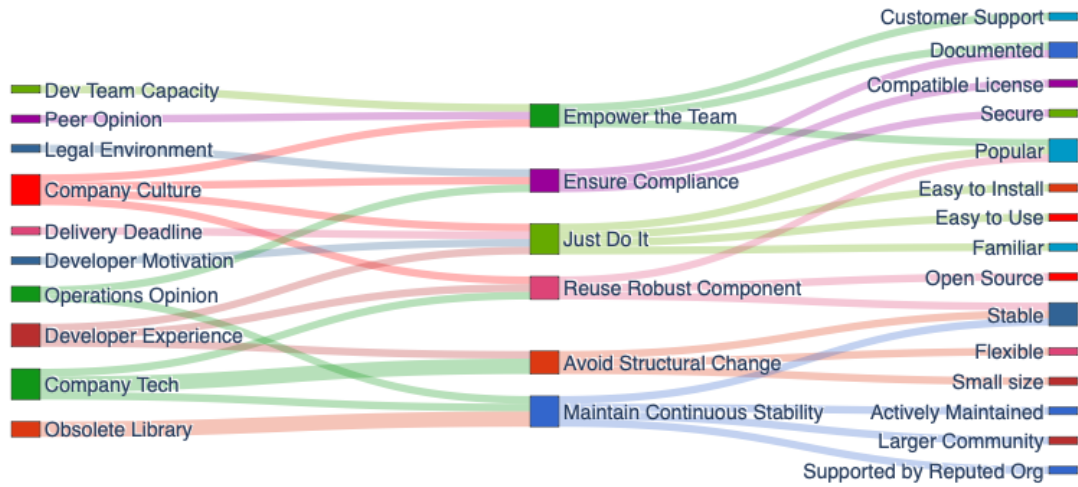 Dev Team Capacity
Peer Opinion
Legal Environment
Company Culture
Delivery Deadline
Developer Motivation
Operations Opinion
Developer Experience
Company Tech
Obsolete Library
Empower the Team
Ensure Compliance
Just Do It
Reuse Robust Component
Avoid Structural Change
Maintain Continuous Stability
Customer Support
Documented
Compatible License
Secure
Popular
Easy to Install
Easy to Use
Familiar
Open Source
Stable
Flexible
Small size
Actively Maintained
Larger Community
Supported by Reputed Org